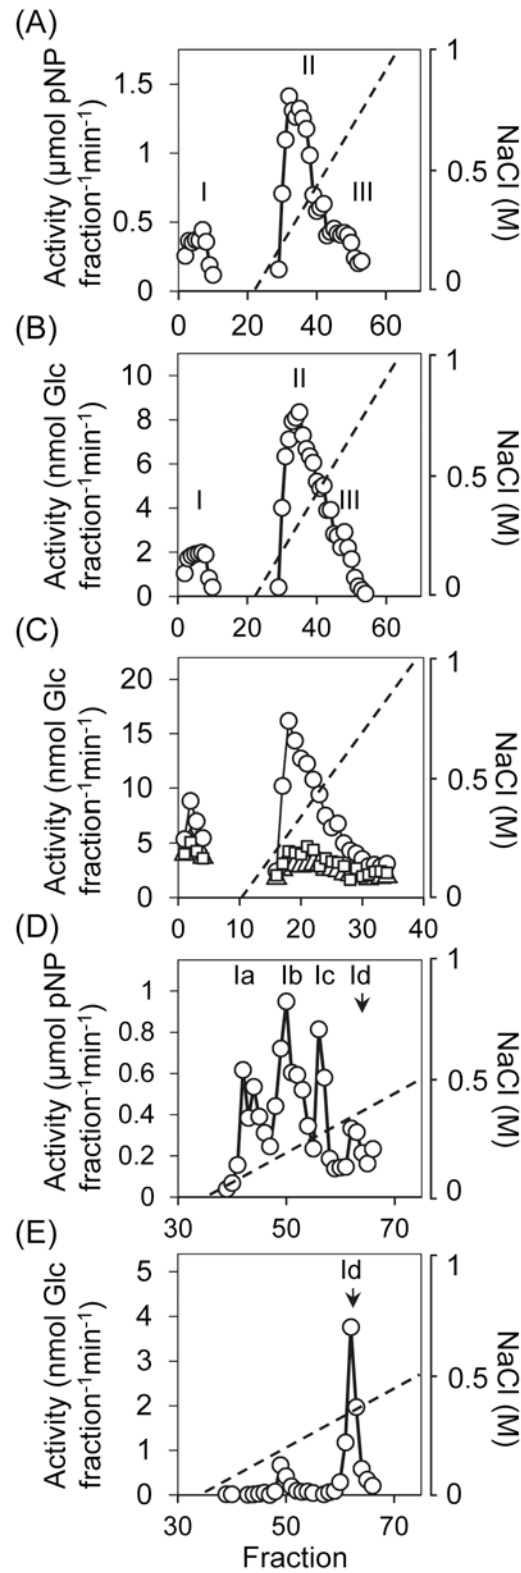 (A)
Activity (µmol pNP
fraction⁻¹min⁻¹)
1.5
1
0.5
0
I
II
III
1
0.5
0
NaCl (M)
0 20 40 60
(B)
Activity (nmol Glc
fraction⁻¹min⁻¹)
10
8
6
4
2
0
I
II
III
1
0.5
0
NaCl (M)
0 20 40 60
(C)
Activity (nmol Glc
fraction⁻¹min⁻¹)
20
15
10
5
0
1
0.5
0
NaCl (M)
0 10 20 30 40
(D)
Activity (µmol pNP
fraction⁻¹min⁻¹)
1
0.8
0.6
0.4
0.2
0
Ia Ib Ic Id
1
0.5
0
NaCl (M)
30 50 70
(E)
Activity (nmol Glc
fraction⁻¹min⁻¹)
5
4
3
2
1
0
Id
1
0.5
0
NaCl (M)
30 50 70
Fraction